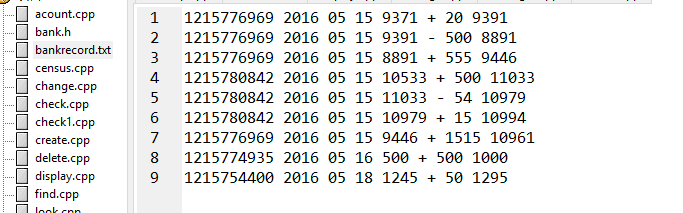 acount.cpp
bank.h
bankrecord.txt
census.cpp
change.cpp
check.cpp
check1.cpp
create.cpp
delete.cpp
display.cpp
find.cpp
look.cpp
1 1215776969 2016 05 15 9371 + 20 9391
2 1215776969 2016 05 15 9391 - 500 8891
3 1215776969 2016 05 15 8891 + 555 9446
4 1215780842 2016 05 15 10533 + 500 11033
5 1215780842 2016 05 15 11033 - 54 10979
6 1215780842 2016 05 15 10979 + 15 10994
7 1215776969 2016 05 15 9446 + 1515 10961
8 1215774935 2016 05 16 500 + 500 1000
9 1215754400 2016 05 18 1245 + 50 1295